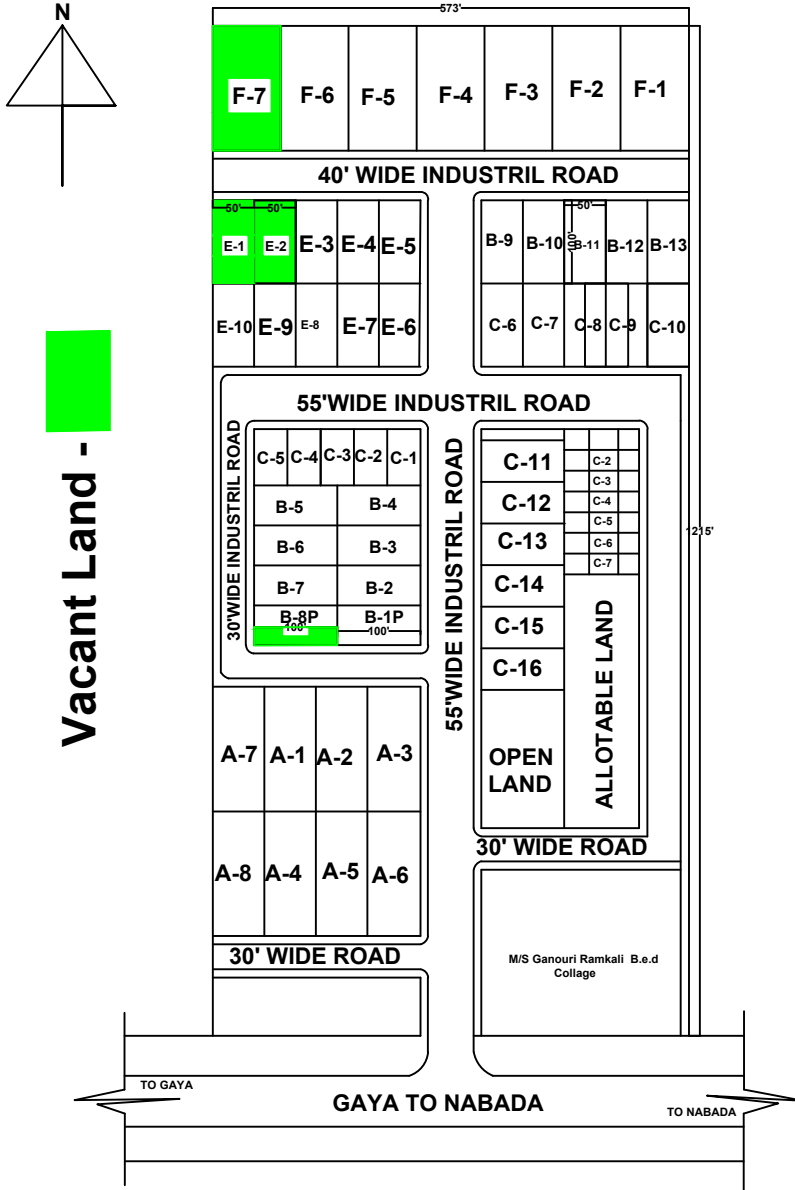 N
573'
F-7 F-6 F-5 F-4 F-3 F-2 F-1
40' WIDE INDUSTRIL ROAD
50' 50' 50'
E-1 E-2 E-3 E-4 E-5
B-9 B-10 100' B-11 B-12 B-13
E-10 E-9 E-8 E-7 E-6
C-6 C-7 C-8 C-9 C-10
Vacant Land -
55'WIDE INDUSTRIL ROAD
30'WIDE INDUSTRIL ROAD
C-5 C-4 C-3 C-2 C-1
B-5 B-4
B-6 B-3
B-7 B-2
B-8P B-1P
100' 100'
55'WIDE INDUSTRIL ROAD
C-11
C-12
C-13
C-14
C-15
C-16
C-2
C-3
C-4
C-5
C-6
C-7
1215'
OPEN
LAND
ALLOTABLE LAND
A-7 A-1 A-2 A-3
A-8 A-4 A-5 A-6
30' WIDE ROAD
30' WIDE ROAD
M/S Ganouri Ramkali B.e.d
Collage
TO GAYA
GAYA TO NABADA
TO NABADA